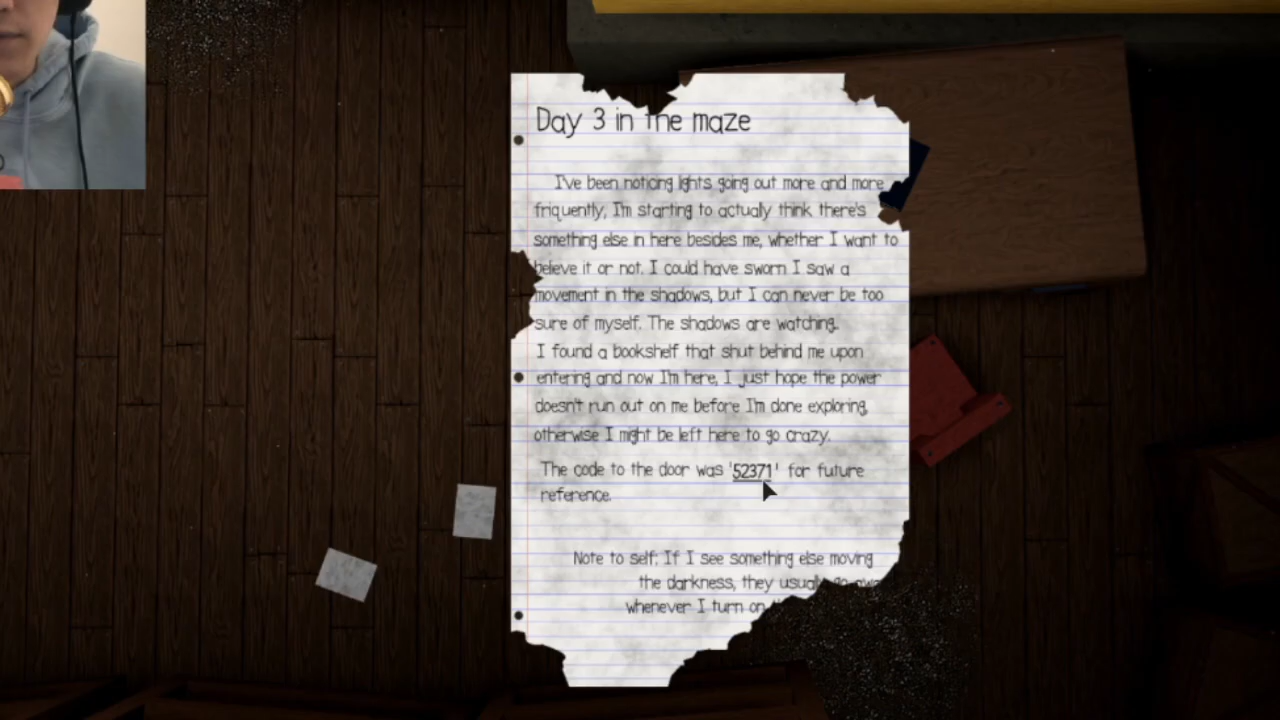 Day 3 in the maze
I've been noticing lights going out more and more
friquently, I'm starting to actually think there's
something else in here besides me, whether I want to
believe it or not. I could have sworn I saw a
movement in the shadows, but I can never be too
sure of myself. The shadows are watching..
I found a bookshelf that shut behind me upon
entering and now I'm here, I just hope the power
doesn't run out on me before I'm done exploring,
otherwise I might be left here to go crazy.
The code to the door was '52371' for future
reference.
Note to self: If I see something else moving
the darkness, they usually go
whenever I turn on